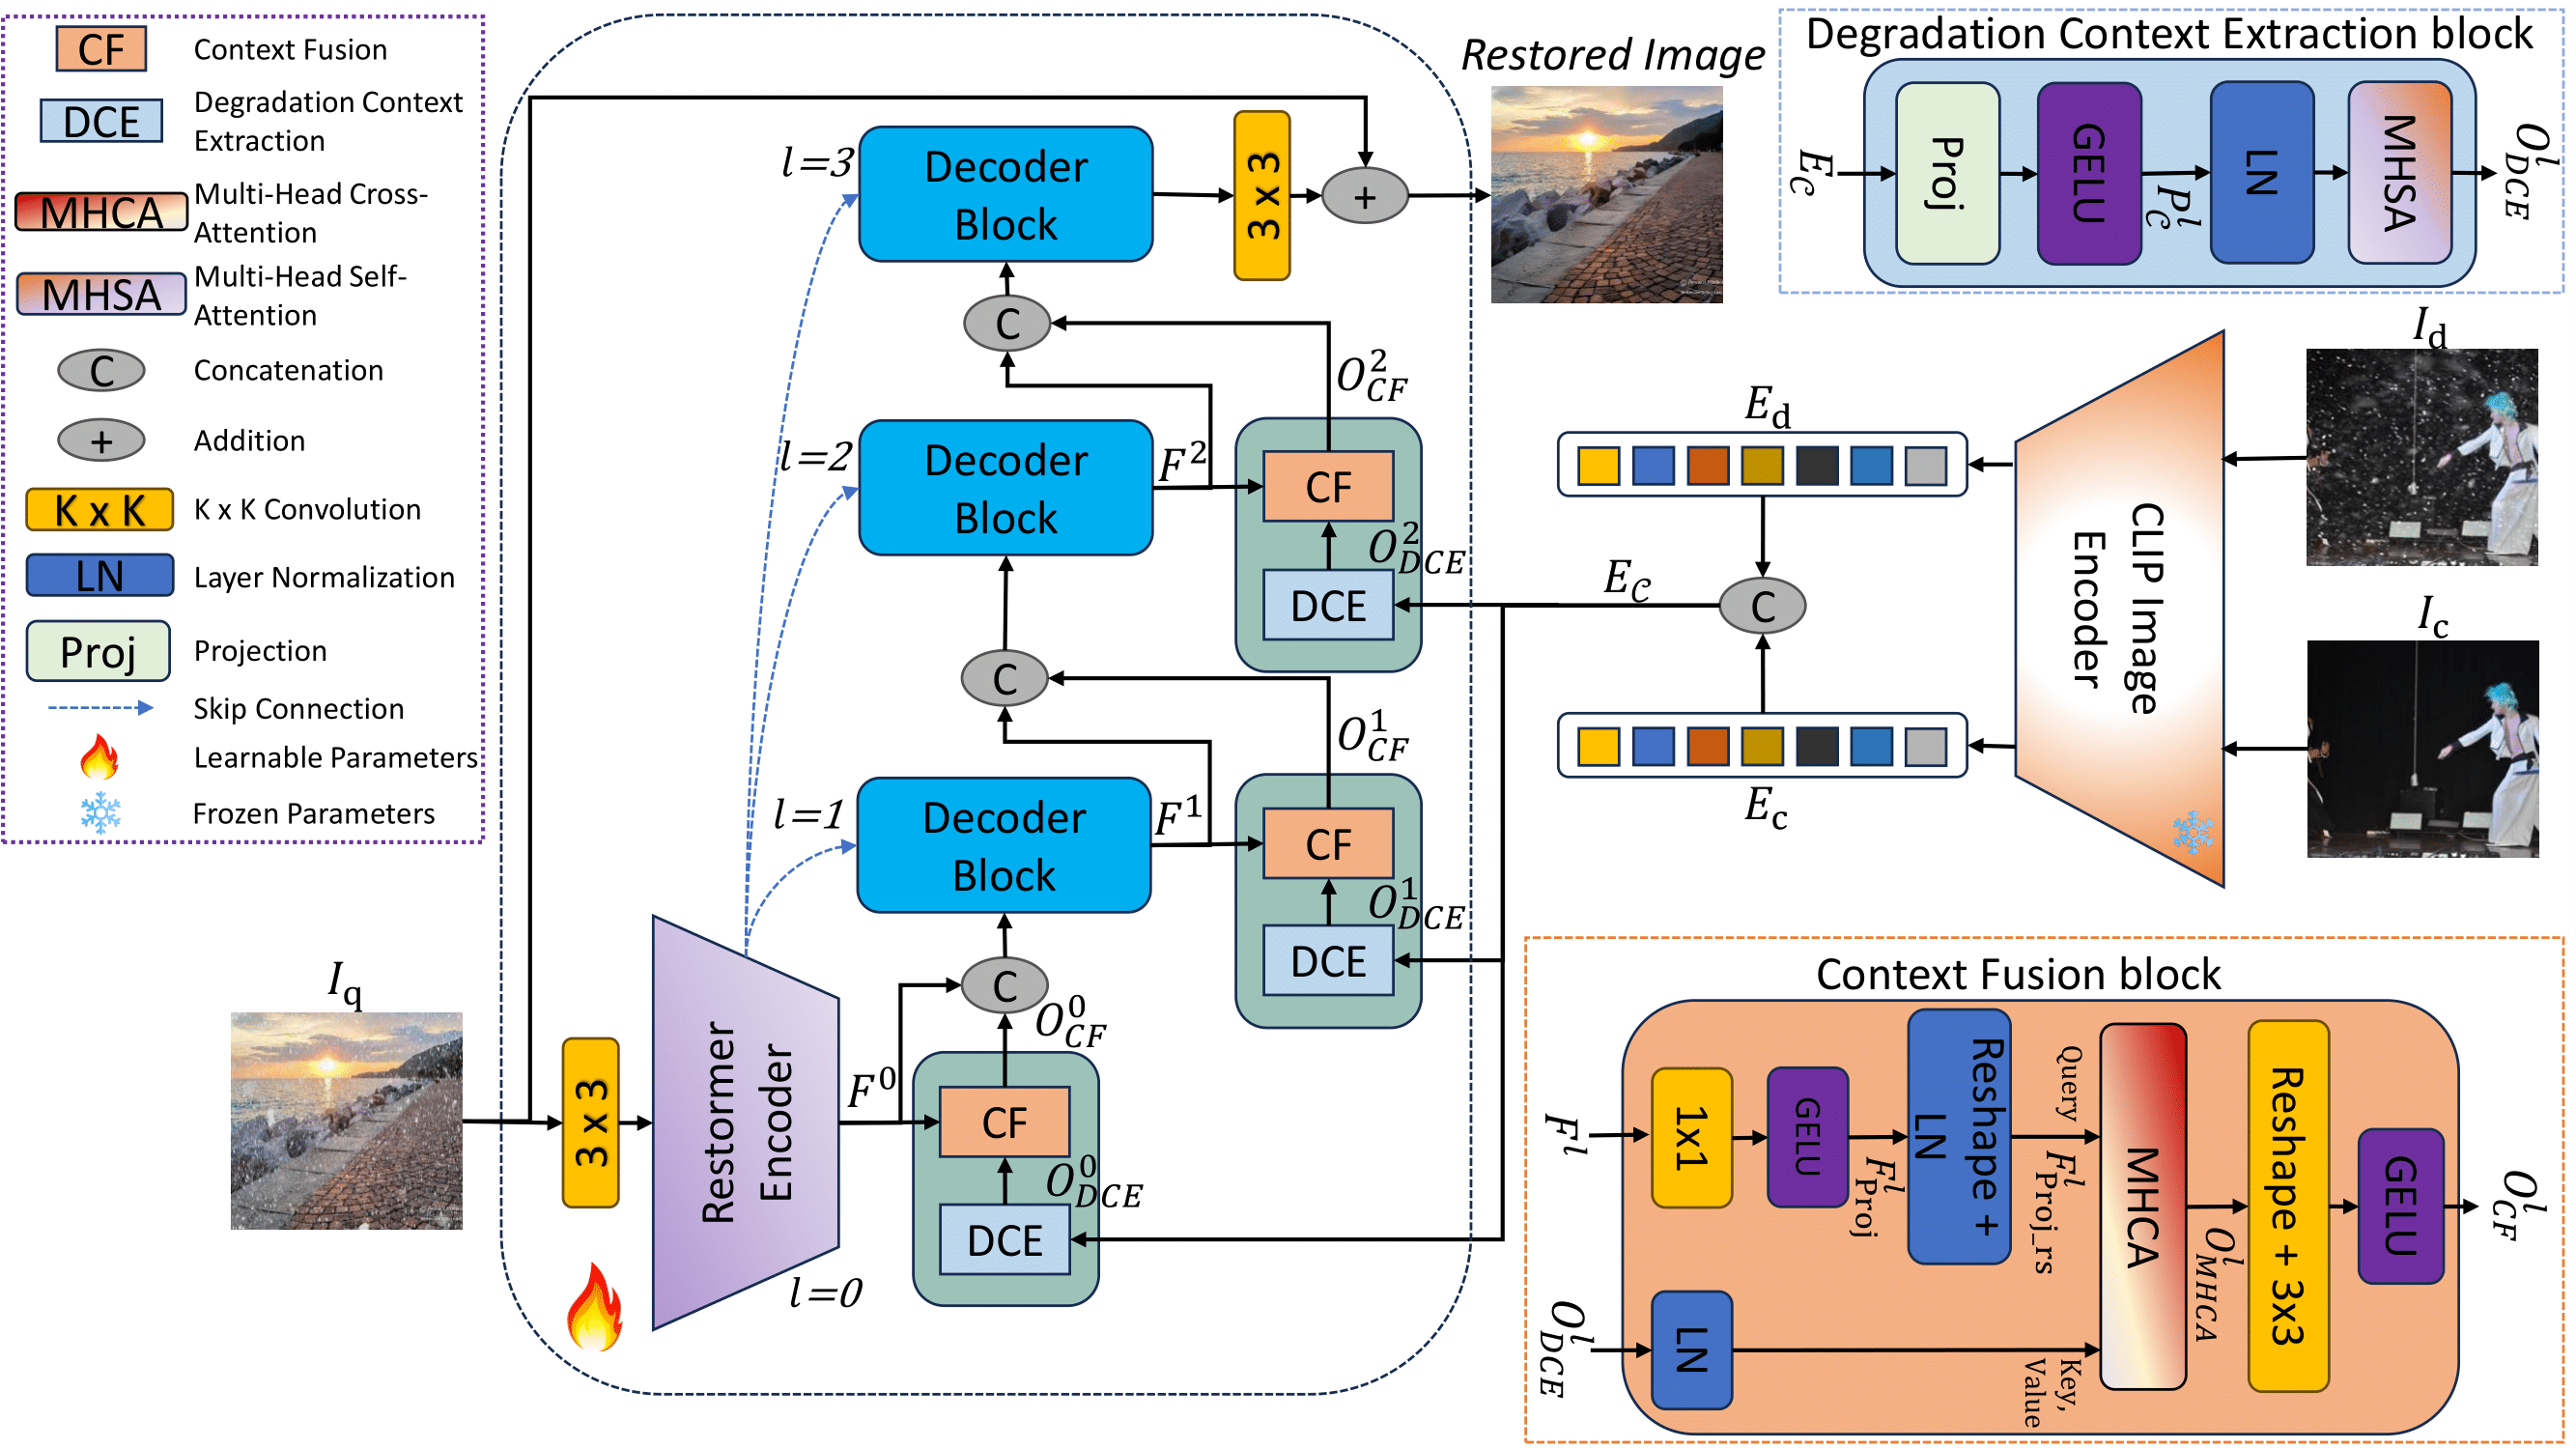 CF
Context Fusion
DCE
Degradation Context
Extraction
MHCA
Multi-Head Cross-
Attention
MHSA
Multi-Head Self-
Attention
C
Concatenation
+
Addition
K x K
K x K Convolution
LN
Layer Normalization
Proj
Projection
Skip Connection
Learnable Parameters
Frozen Parameters
I_q
3 x 3
Restormer
Encoder
l=0
F^0
C
O_{CF}^0
CF
O_{DCE}^0
DCE
l=1
Decoder
Block
F^1
C
O_{CF}^1
CF
O_{DCE}^1
DCE
l=2
Decoder
Block
F^2
C
O_{CF}^2
CF
O_{DCE}^2
DCE
l=3
Decoder
Block
3 x 3
+
Restored Image
Degradation Context Extraction block
E_C
Proj
GELU
P_C^l
LN
MHSA
O_{DCE}^l
I_d
I_c
CLIP Image
Encoder
E_d
E_C
C
E_c
Context Fusion block
F^l
1x1
GELU
F_{Proj}^l
Reshape +
LN
Query
F_{Proj_rs}^l
O_{DCE}^l
LN
Key,
Value
MHCA
O_{MHCA}^l
Reshape + 3x3
GELU
O_{CF}^l